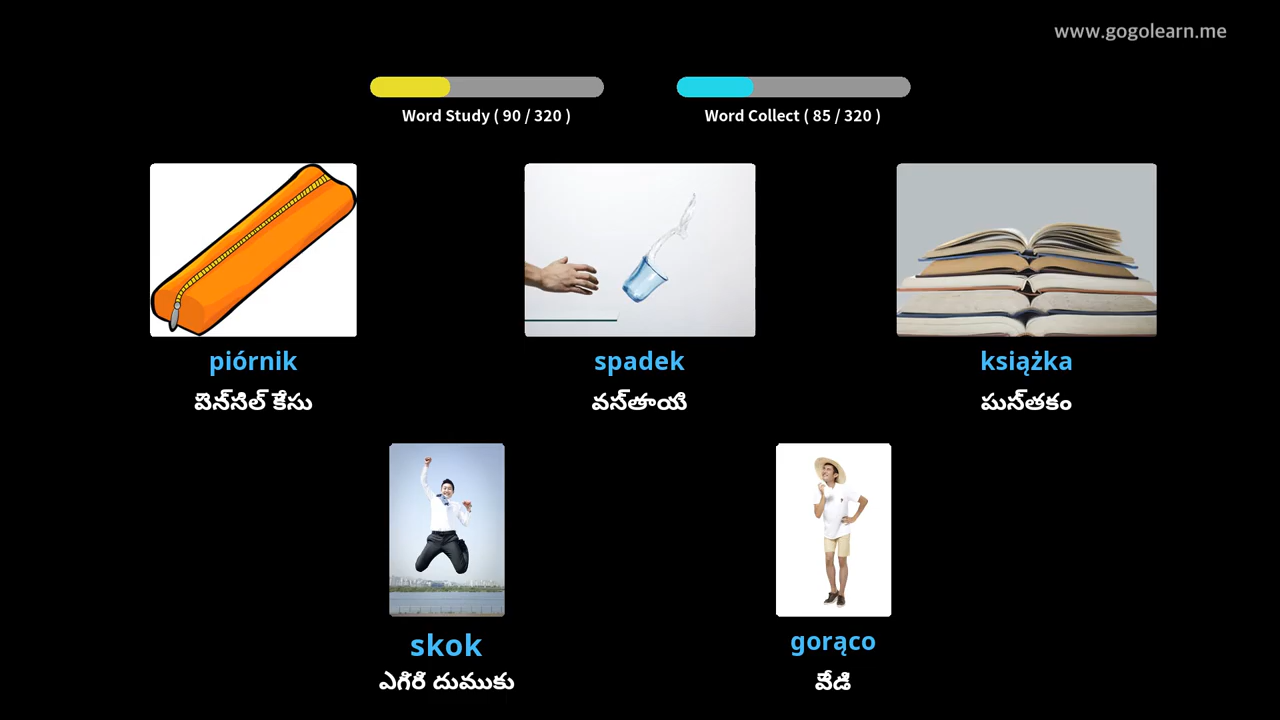 www.gogolearn.me
Word Study ( 90 / 320 )
Word Collect ( 85 / 320 )
piórnik
పెన్‌సిల్ కేసు
spadek
వస్‌తాయి
książka
పుస్‌తకం
skok
ఎగిరి దుముకు
gorąco
వేడి